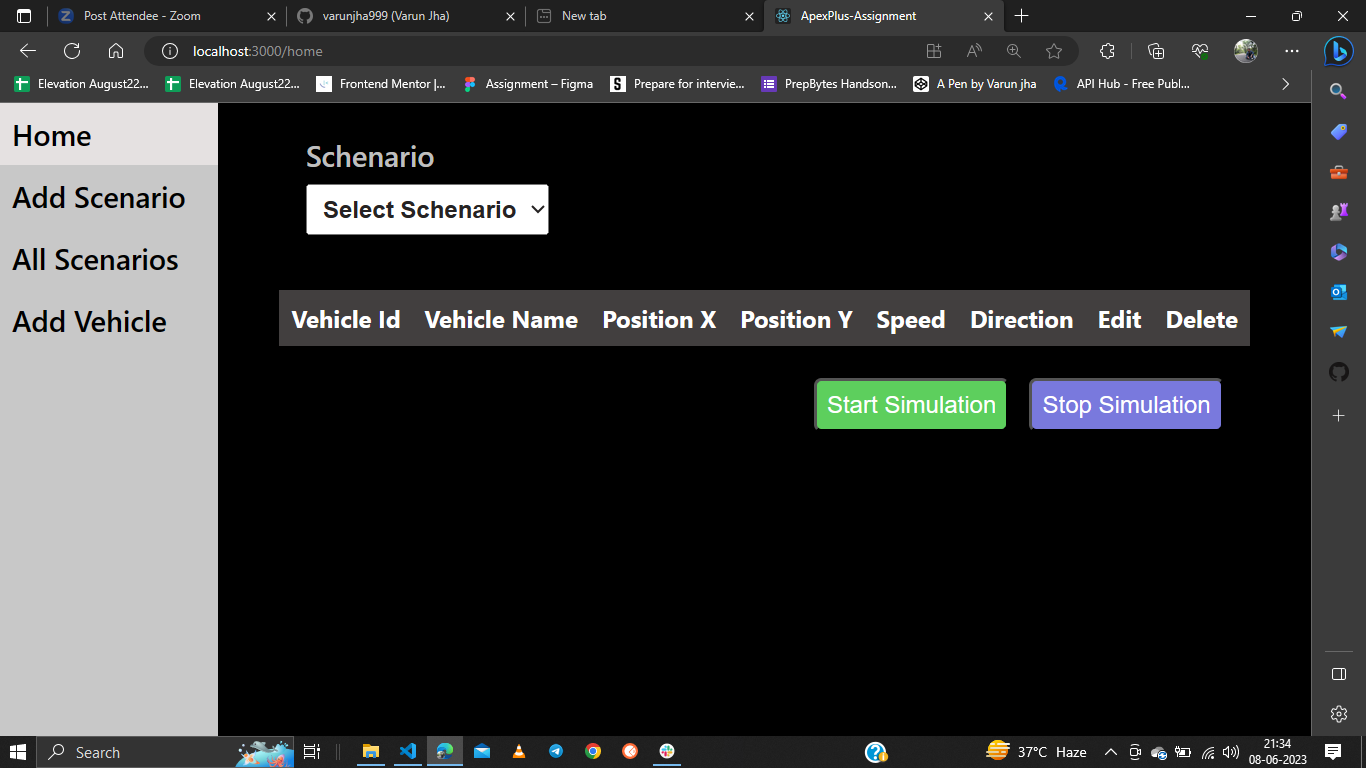 Post Attendee - Zoom
varunjha999 (Varun Jha)
New tab
ApexPlus-Assignment
localhost:3000/home
Elevation August22...
Elevation August22...
Frontend Mentor |...
Assignment – Figma
Prepare for intervie...
PrepBytes Handson...
A Pen by Varun jha
API Hub - Free Publ...
Home
Add Scenario
All Scenarios
Add Vehicle
Schenario
Select Schenario
Vehicle Id Vehicle Name Position X Position Y Speed Direction Edit Delete
Start Simulation Stop Simulation
Search
37°C Haze
21:34
08-06-2023